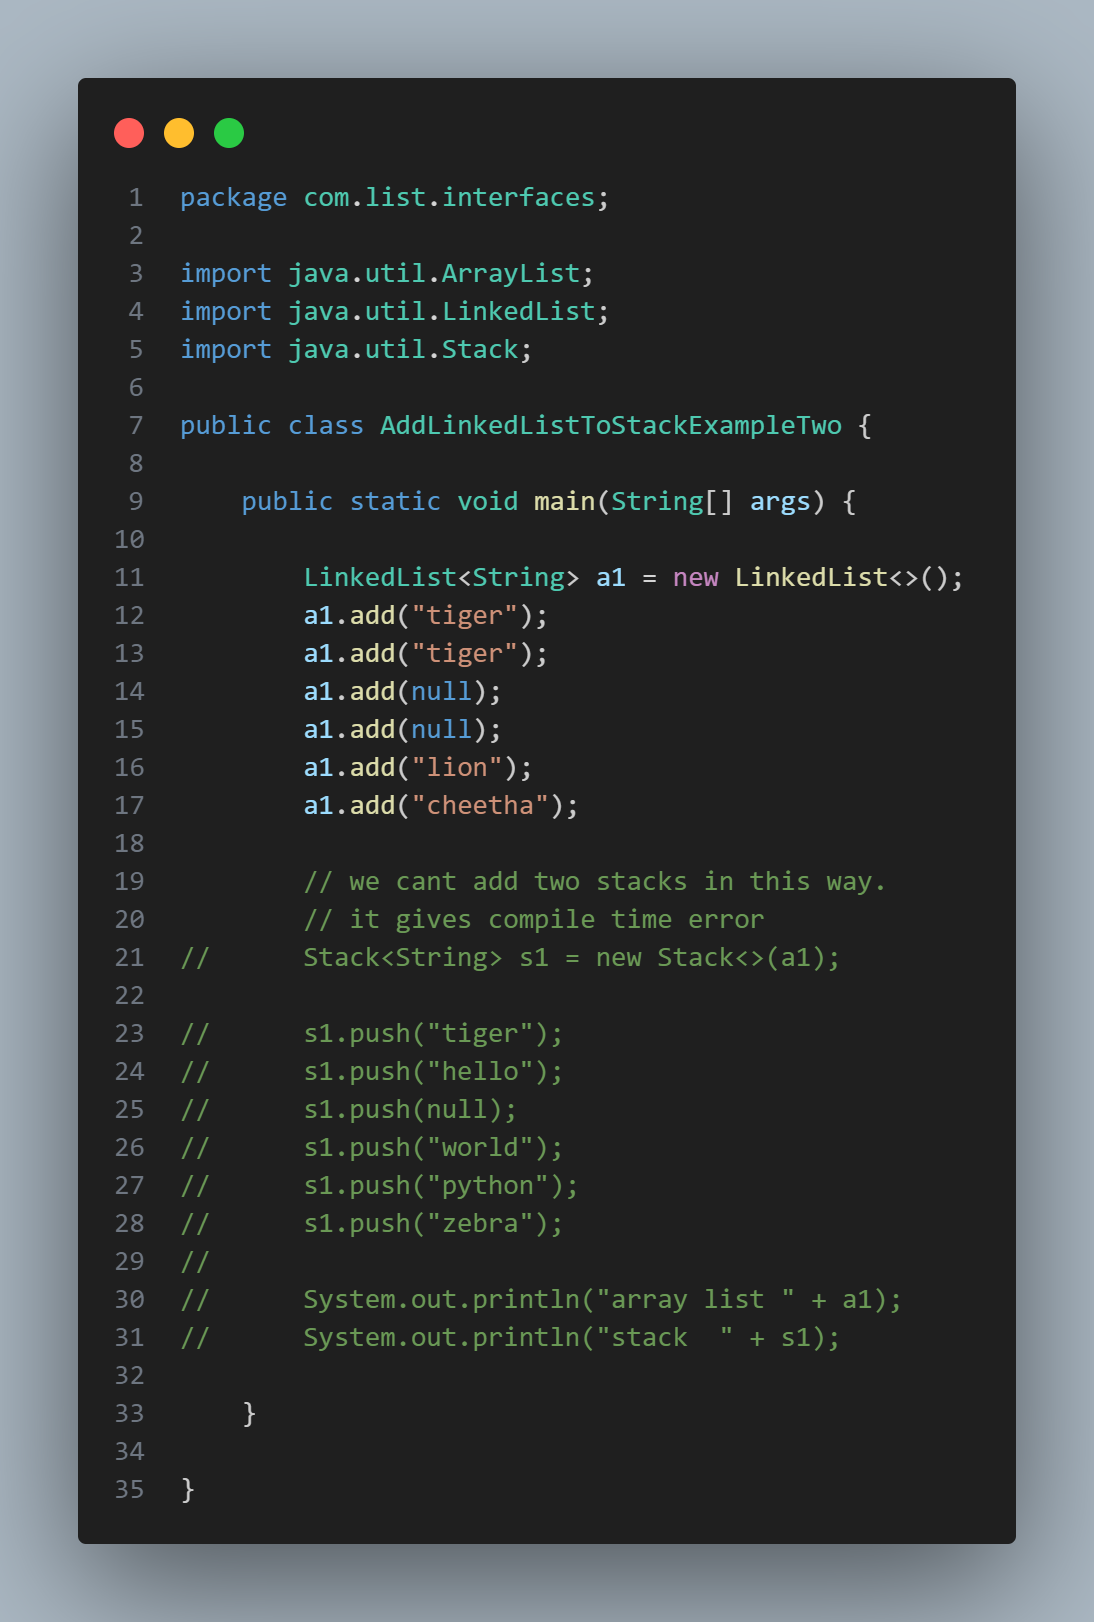 1 package com.list.interfaces;
2
3 import java.util.ArrayList;
4 import java.util.LinkedList;
5 import java.util.Stack;
6
7 public class AddLinkedListToStackExampleTwo {
8
9     public static void main(String[] args) {
10
11         LinkedList<String> a1 = new LinkedList<>();
12         a1.add("tiger");
13         a1.add("tiger");
14         a1.add(null);
15         a1.add(null);
16         a1.add("lion");
17         a1.add("cheetha");
18
19         // we cant add two stacks in this way.
20         // it gives compile time error
21 //      Stack<String> s1 = new Stack<>(a1);
22
23 //      s1.push("tiger");
24 //      s1.push("hello");
25 //      s1.push(null);
26 //      s1.push("world");
27 //      s1.push("python");
28 //      s1.push("zebra");
29 //
30 //      System.out.println("array list " + a1);
31 //      System.out.println("stack  " + s1);
32
33     }
34
35 }